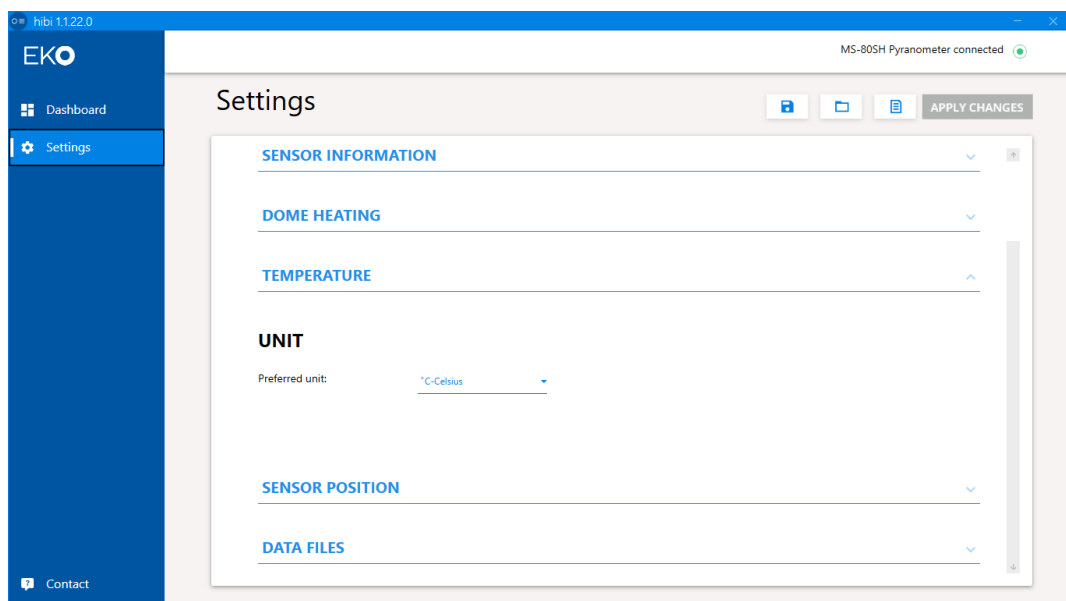 hibi 1.1.22.0
EKO
MS-80SH Pyranometer connected
Dashboard
Settings
Settings
APPLY CHANGES
SENSOR INFORMATION
DOME HEATING
TEMPERATURE
UNIT
Preferred unit:
°C-Celsius
SENSOR POSITION
DATA FILES
Contact